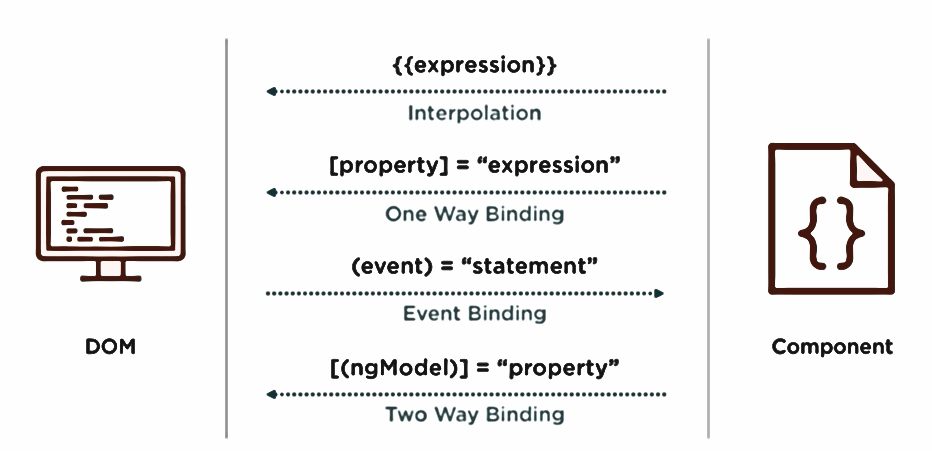 {{expression}}
Interpolation
[property] = “expression”
One Way Binding
(event) = “statement”
Event Binding
DOM
Component
[(ngModel)] = “property”
Two Way Binding